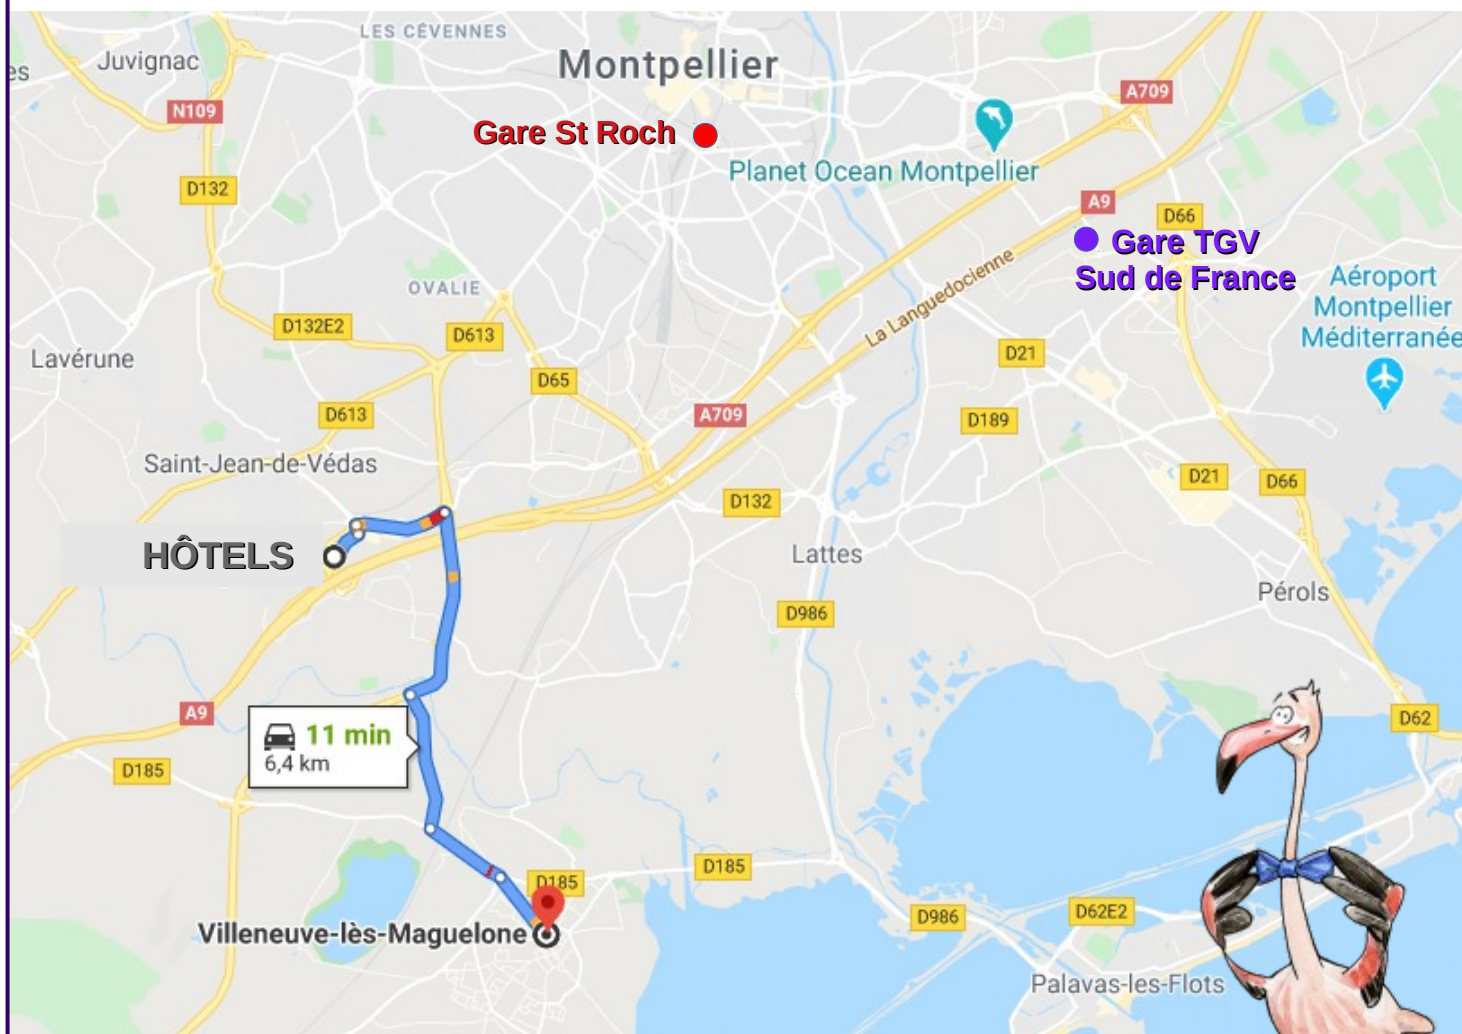 LES CÉVENNES
Juvignac
es
Montpellier
A709
N109
Gare St Roch
Planet Ocean Montpellier
D132
A9
D66
Gare TGV
Sud de France
La Languedocienne
Aéroport
Montpellier
Méditerranée
OVALIE
D132E2
D613
Lavérune
D21
D65
D613
A709
D189
Saint-Jean-de-Védas
D21
D66
D132
HÔTELS
Lattes
Pérols
D986
A9
D62
11 min
6,4 km
D185
D185
D185
Villeneuve-lès-Maguelone
D986
D62E2
Palavas-les-Flots